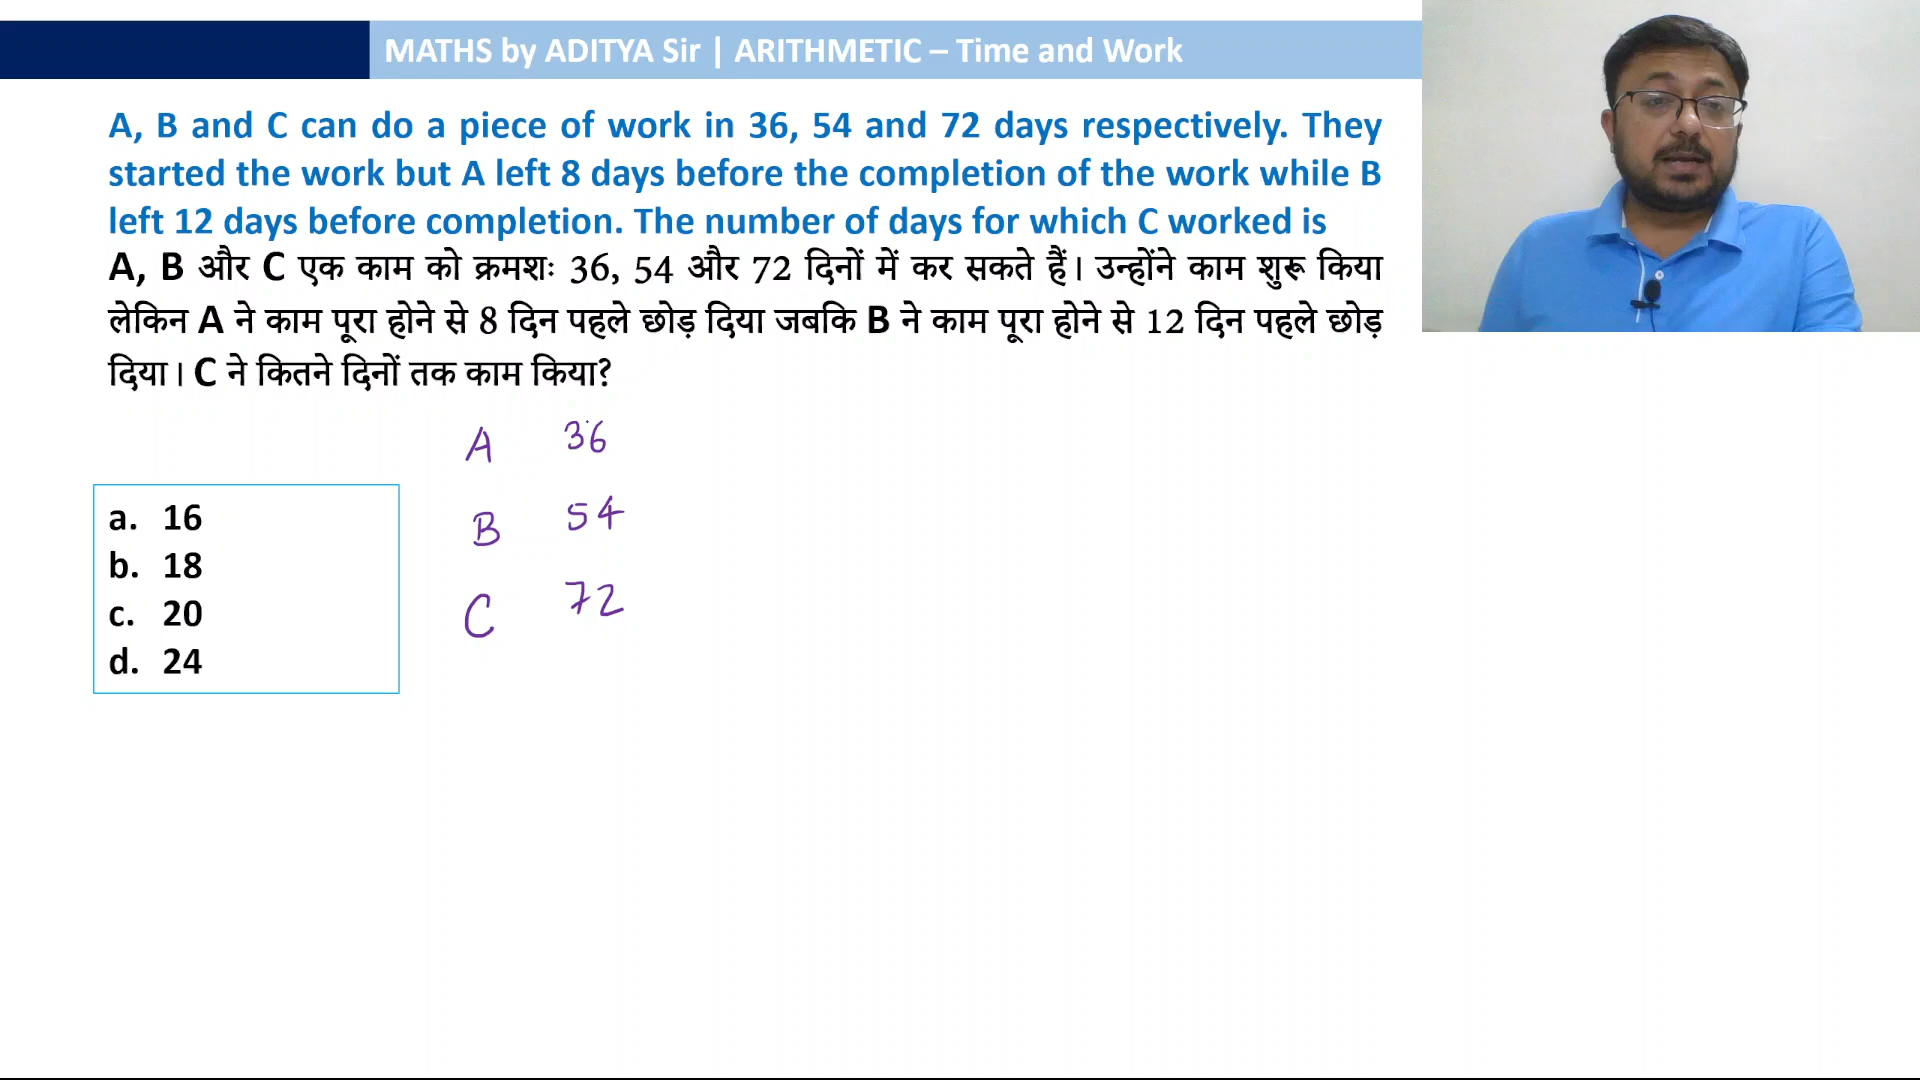 MATHS by ADITYA Sir | ARITHMETIC – Time and Work
A, B and C can do a piece of work in 36, 54 and 72 days respectively. They
started the work but A left 8 days before the completion of the work while B
left 12 days before completion. The number of days for which C worked is
A, B और C एक काम को क्रमशः 36, 54 और 72 दिनों में कर सकते हैं। उन्होंने काम शुरू किया
लेकिन A ने काम पूरा होने से 8 दिन पहले छोड़ दिया जबकि B ने काम पूरा होने से 12 दिन पहले छोड़
दिया। C ने कितने दिनों तक काम किया?
A 36
B 54
C 72
a. 16
b. 18
c. 20
d. 24